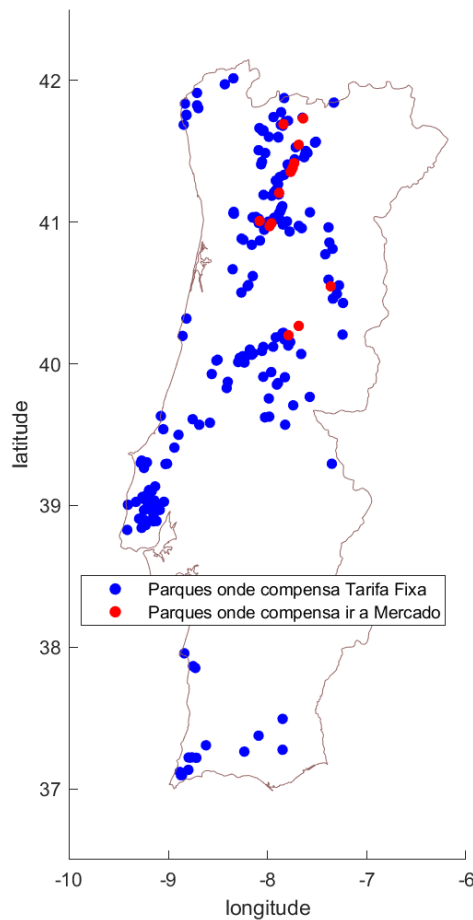 42
41
40
39
38
37
latitude
Parques onde compensa Tarifa Fixa
Parques onde compensa ir a Mercado
-10
-9
-8
-7
-6
longitude